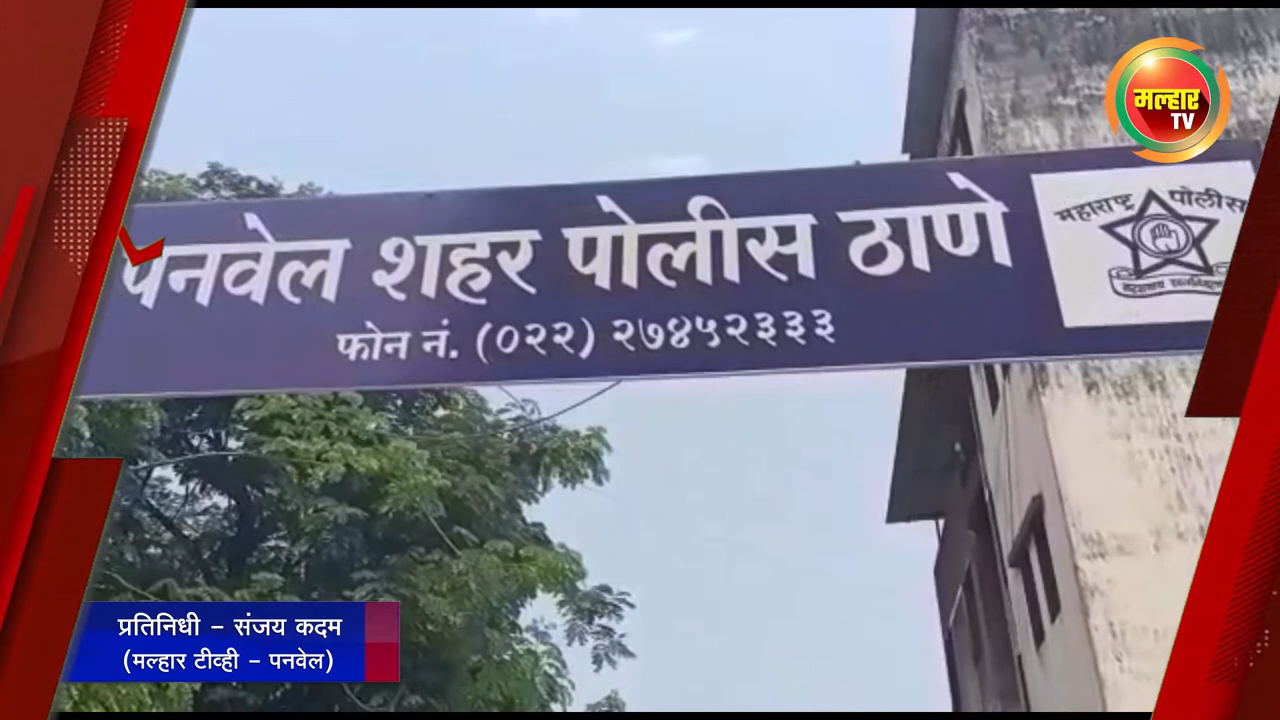 मल्हार
TV
पनवेल शहर पोलीस ठाणे
फोन नं. (०२२) २७४५२३३३
महाराष्ट्र पोलीस
प्रतिनिधी - संजय कदम
(मल्हार टीव्ही - पनवेल)